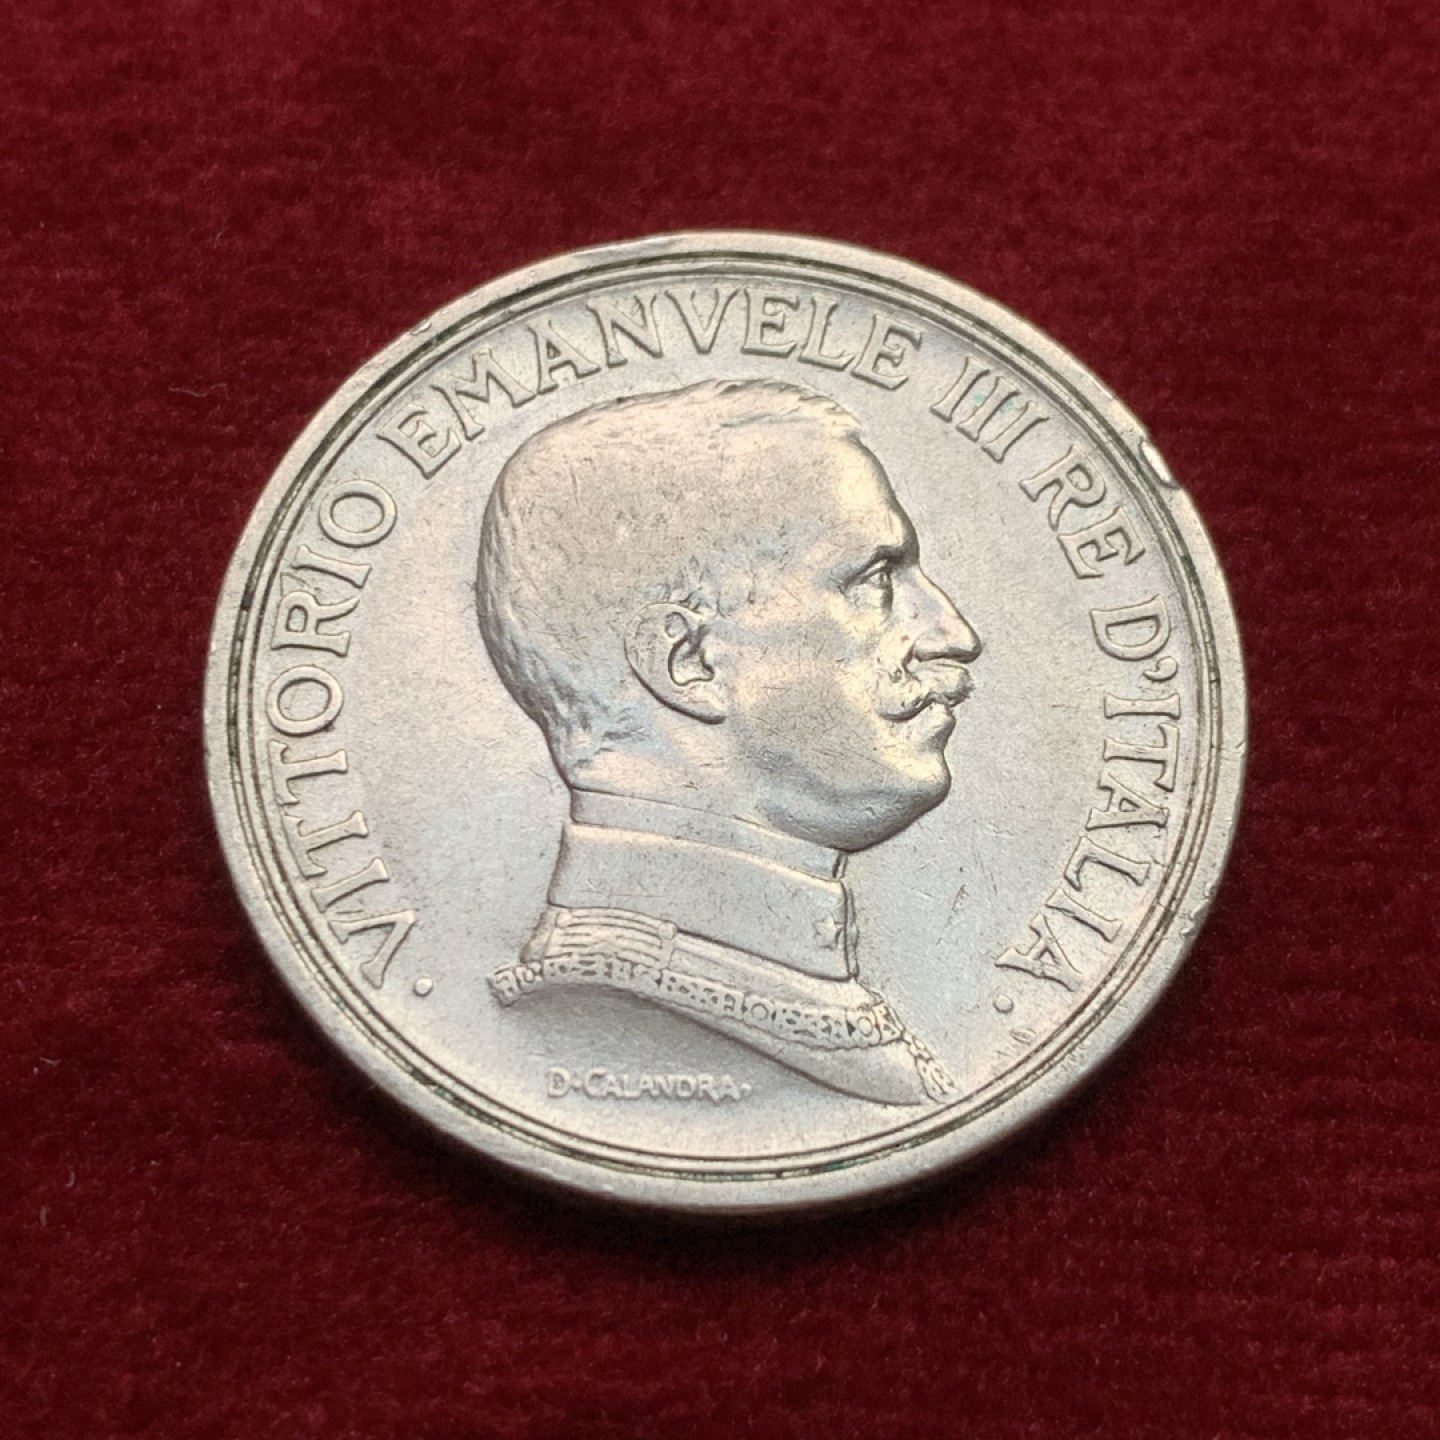 · VITTORIO EMANVELE III RE D'ITALIA ·
D·CALANDRA·